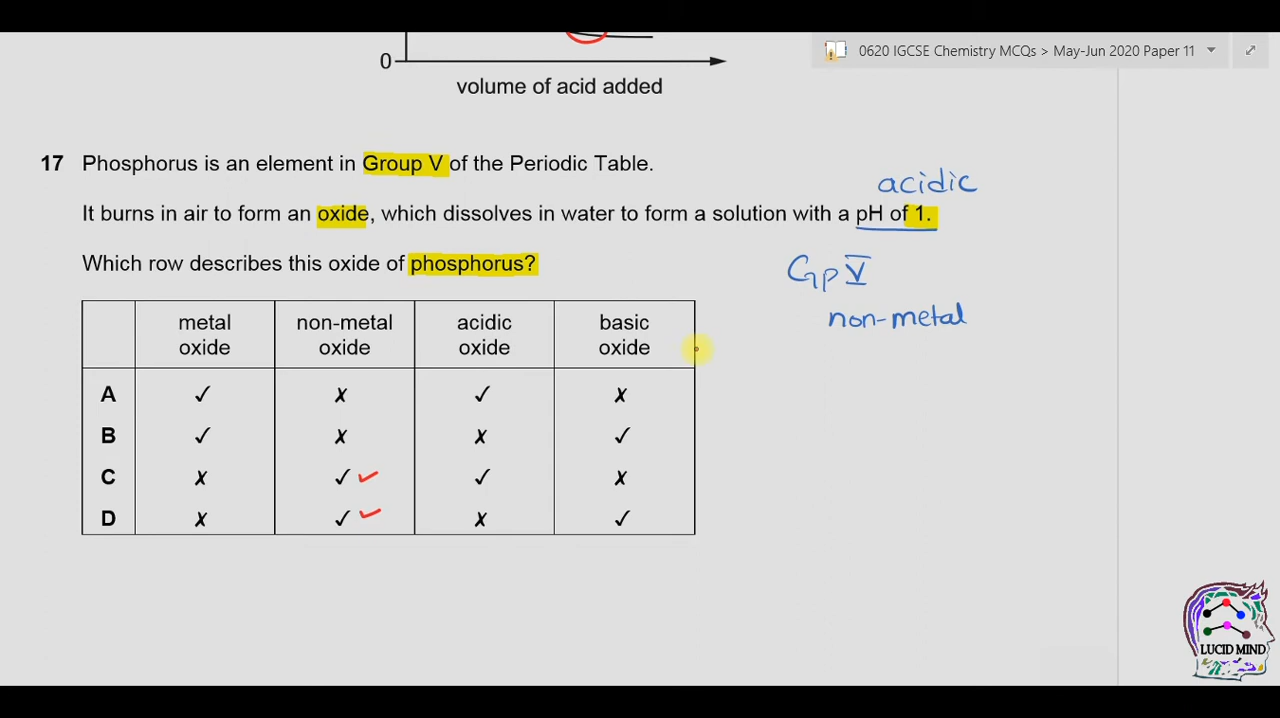 0620 IGCSE Chemistry MCQs > May-Jun 2020 Paper 11
0
volume of acid added
17 Phosphorus is an element in Group V of the Periodic Table.
acidic
It burns in air to form an oxide, which dissolves in water to form a solution with a pH of 1.
Which row describes this oxide of phosphorus?
Gp V
non-metal
metal oxide non-metal oxide acidic oxide basic oxide
A ✓ ✗ ✓ ✗
B ✓ ✗ ✗ ✓
C ✗ ✓ ✓ ✗
D ✗ ✓ ✗ ✓
LUCID MIND